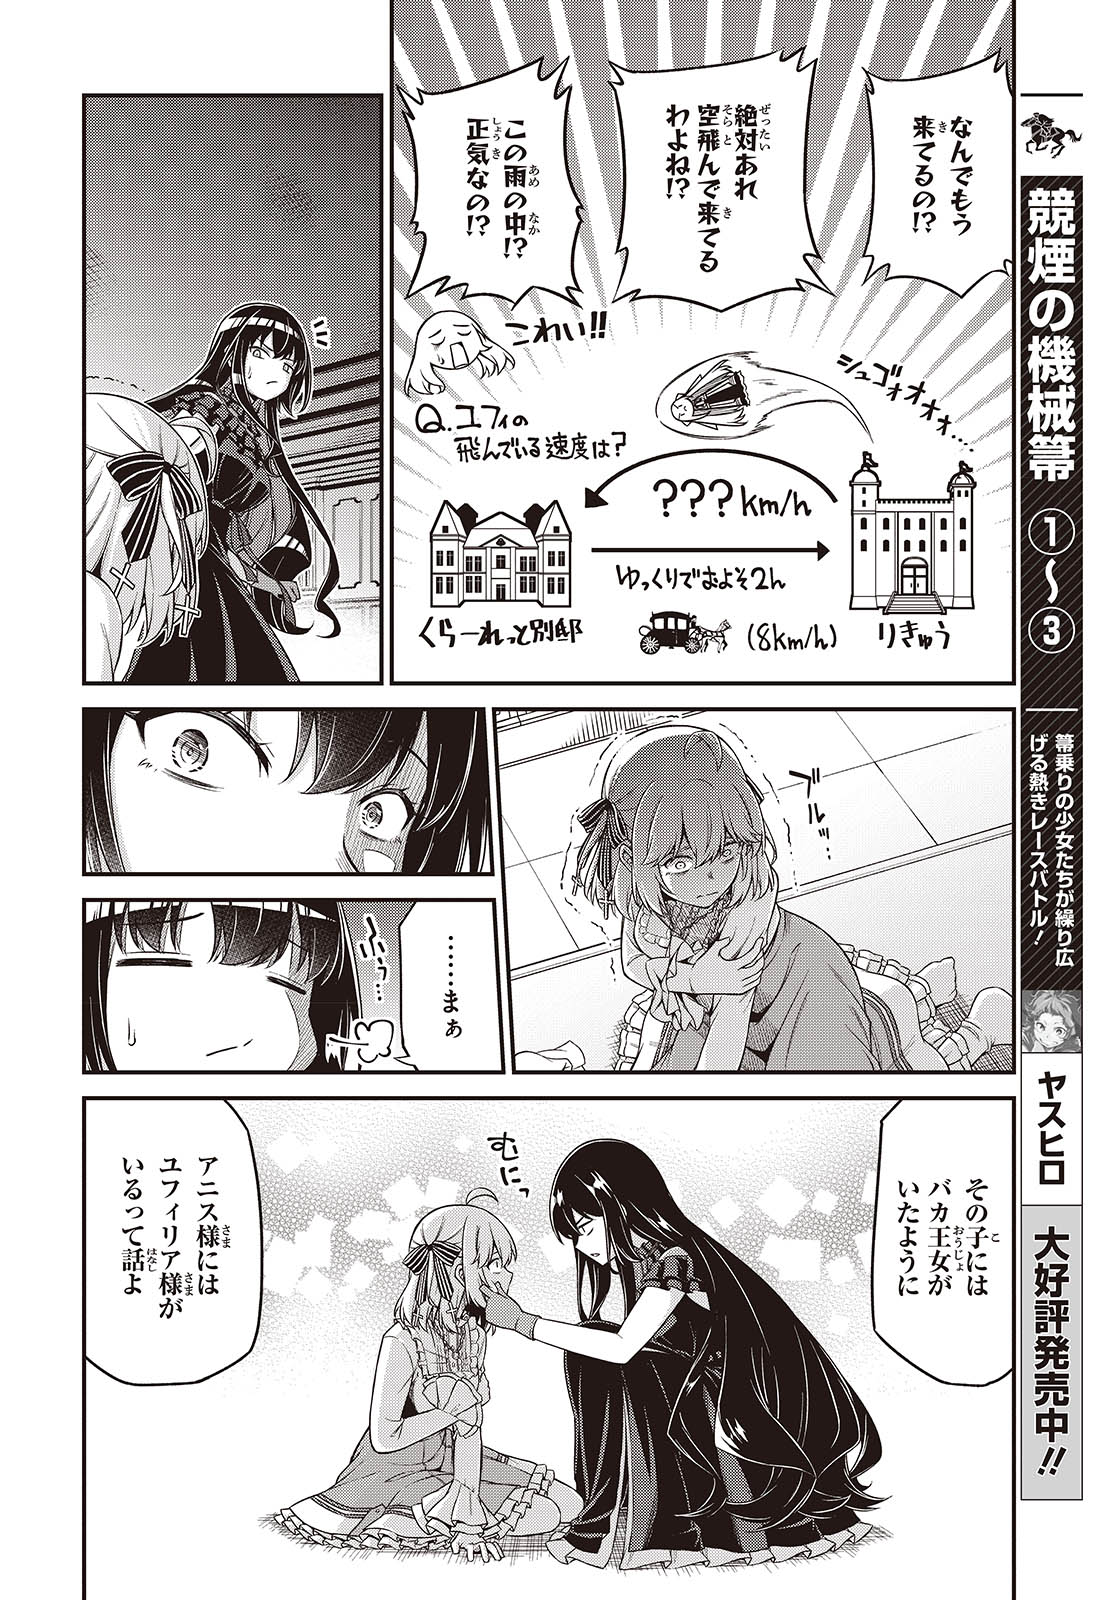 なんでもう
来てるの!?
絶対あれ
空飛んで来てる
わよね!?
この雨の中!?
正気なの!?
こわい!!
シュゴォオオォォ…
Q.ユフィの
飛んでいる速度は?
???km/h
ゆっくりでおよそ2h
(8km/h)
くらーれっと別邸
りきゅう
ブルッ
………まぁ
ふぅ…
その子には
バカ王女が
いたように
むにっ
アニス様には
ユフィリア様が
いるって話よ
競煙の機械箒 ①〜③
箒乗りの少女たちが繰り広
げる熱きレースバトル!
ヤスヒロ
大好評発売中!!